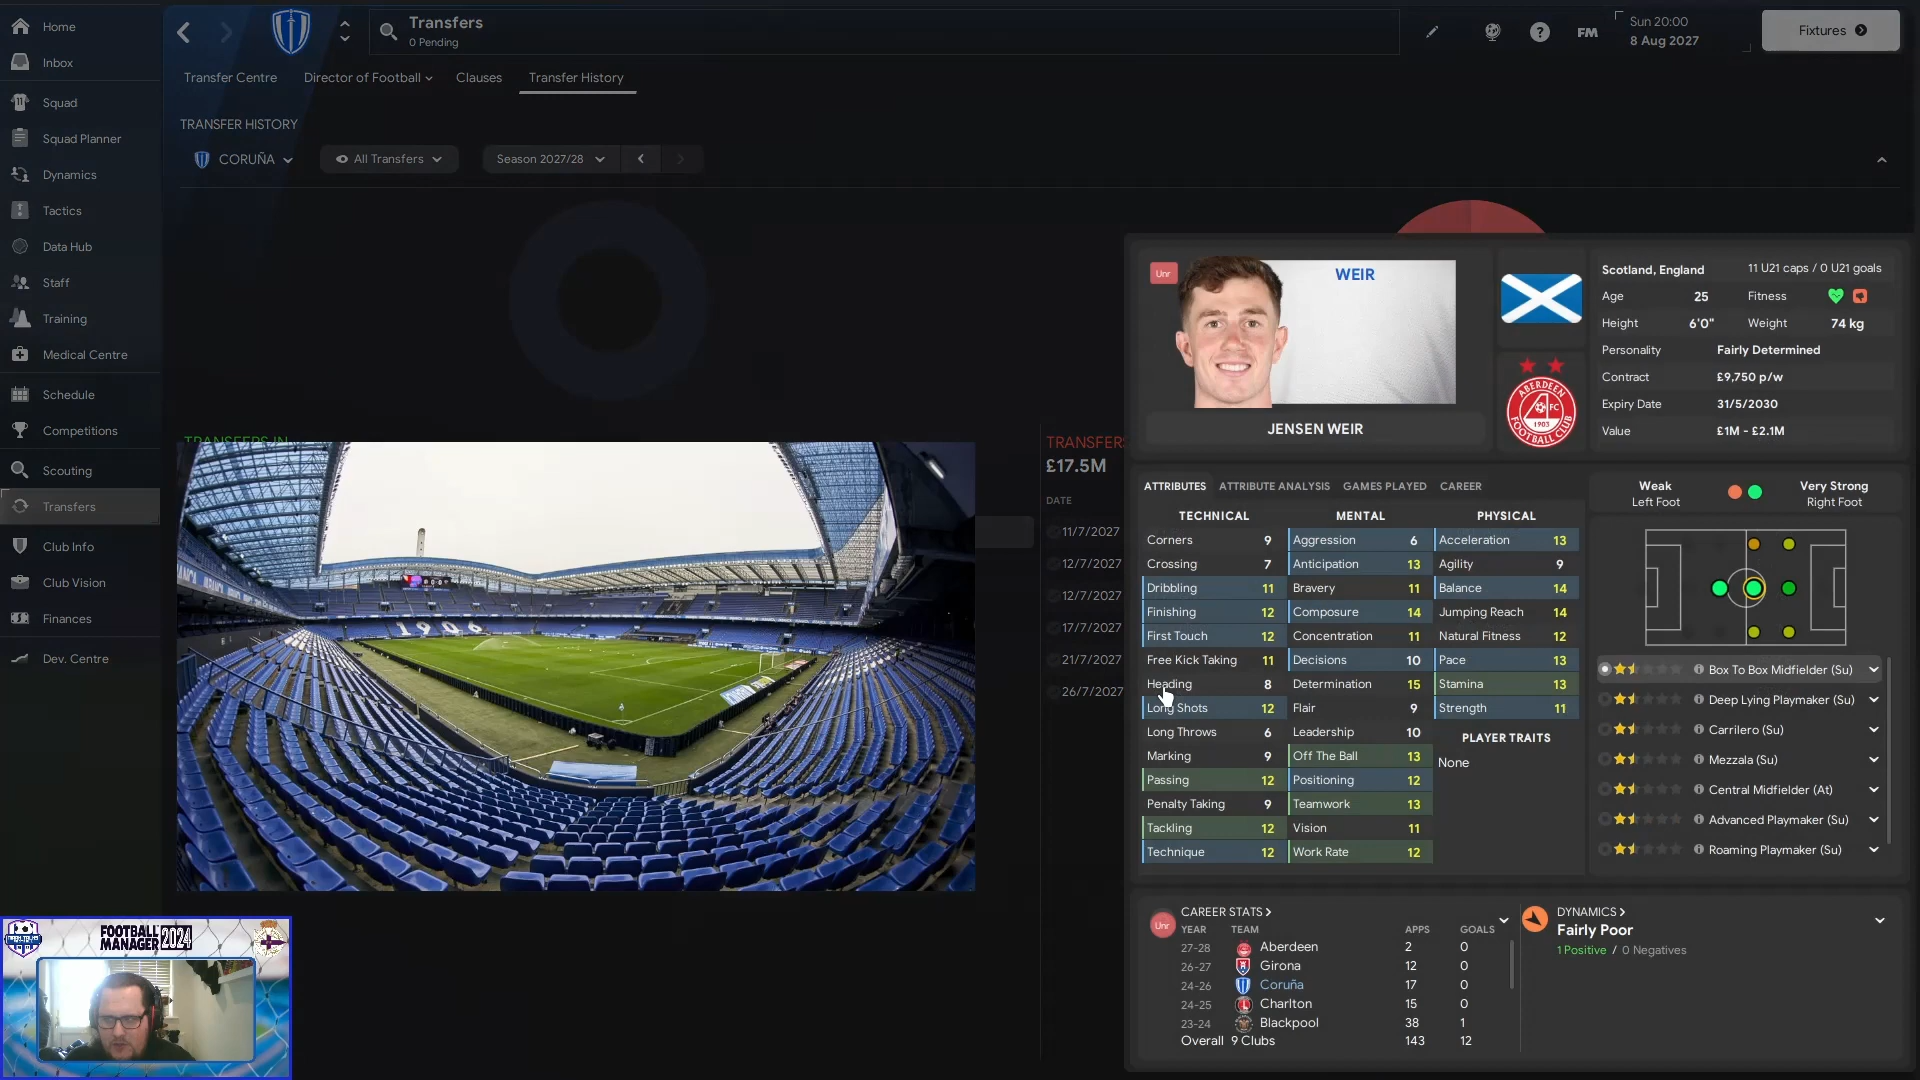 Home
Inbox
Squad
Squad Planner
Dynamics
Tactics
Data Hub
Staff
Training
Medical Centre
Schedule
Competitions
Scouting
Transfers
Club Info
Club Vision
Finances
Dev. Centre
Transfers
0 Pending
FM
Sun 20:00
8 Aug 2027
Fixtures
Transfer Centre
Director of Football
Clauses
Transfer History
TRANSFER HISTORY
CORUÑA
All Transfers
Season 2027/28
TRANSFERS IN
TRANSFERS
£17.5M
DATE
11/7/2027
12/7/2027
12/7/2027
17/7/2027
21/7/2027
26/7/2027
1906
Unr
WEIR
JENSEN WEIR
ABERDEEN
FC
1903
FOOTBALL CLUB
Scotland, England
11 U21 caps / 0 U21 goals
Age 25 Fitness
Height 6'0" Weight 74 kg
Personality Fairly Determined
Contract £9,750 p/w
Expiry Date 31/5/2030
Value £1M - £2.1M
ATTRIBUTES ATTRIBUTE ANALYSIS GAMES PLAYED CAREER
TECHNICAL
Corners 9
Crossing 7
Dribbling 11
Finishing 12
First Touch 12
Free Kick Taking 11
Heading 8
Long Shots 12
Long Throws 6
Marking 9
Passing 12
Penalty Taking 9
Tackling 12
Technique 12
MENTAL
Aggression 6
Anticipation 13
Bravery 11
Composure 14
Concentration 11
Decisions 10
Determination 15
Flair 9
Leadership 10
Off The Ball 13
Positioning 12
Teamwork 13
Vision 11
Work Rate 12
PHYSICAL
Acceleration 13
Agility 9
Balance 14
Jumping Reach 14
Natural Fitness 12
Pace 13
Stamina 13
Strength 11
PLAYER TRAITS
None
Weak
Left Foot
Very Strong
Right Foot
Box To Box Midfielder (Su)
Deep Lying Playmaker (Su)
Carrilero (Su)
Mezzala (Su)
Central Midfielder (At)
Advanced Playmaker (Su)
Roaming Playmaker (Su)
Unr
CAREER STATS
YEAR TEAM APPS GOALS
27-28 Aberdeen 2 0
26-27 Girona 12 0
24-26 Coruña 17 0
24-25 Charlton 15 0
23-24 Blackpool 38 1
Overall 9 Clubs 143 12
DYNAMICS
Fairly Poor
1 Positive / 0 Negatives
FOOTBALL
MANAGER 2024